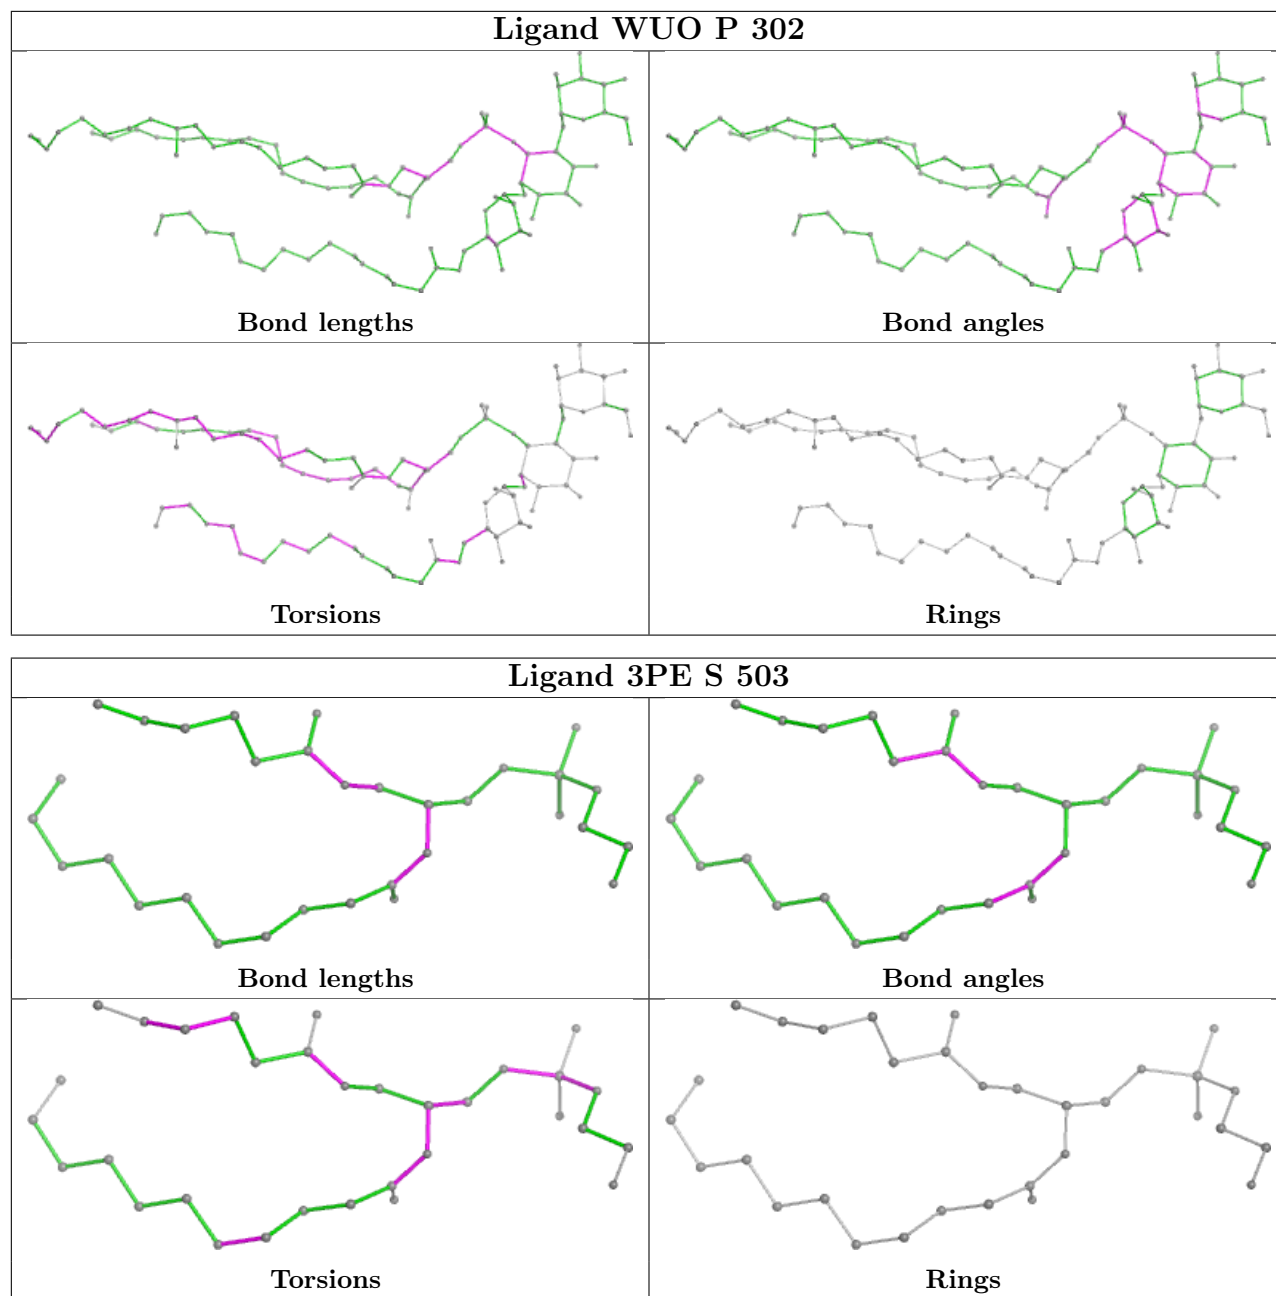 Ligand WUO P 302
Bond lengths
Bond angles
Torsions
Rings
Ligand 3PE S 503
Bond lengths
Bond angles
Torsions
Rings